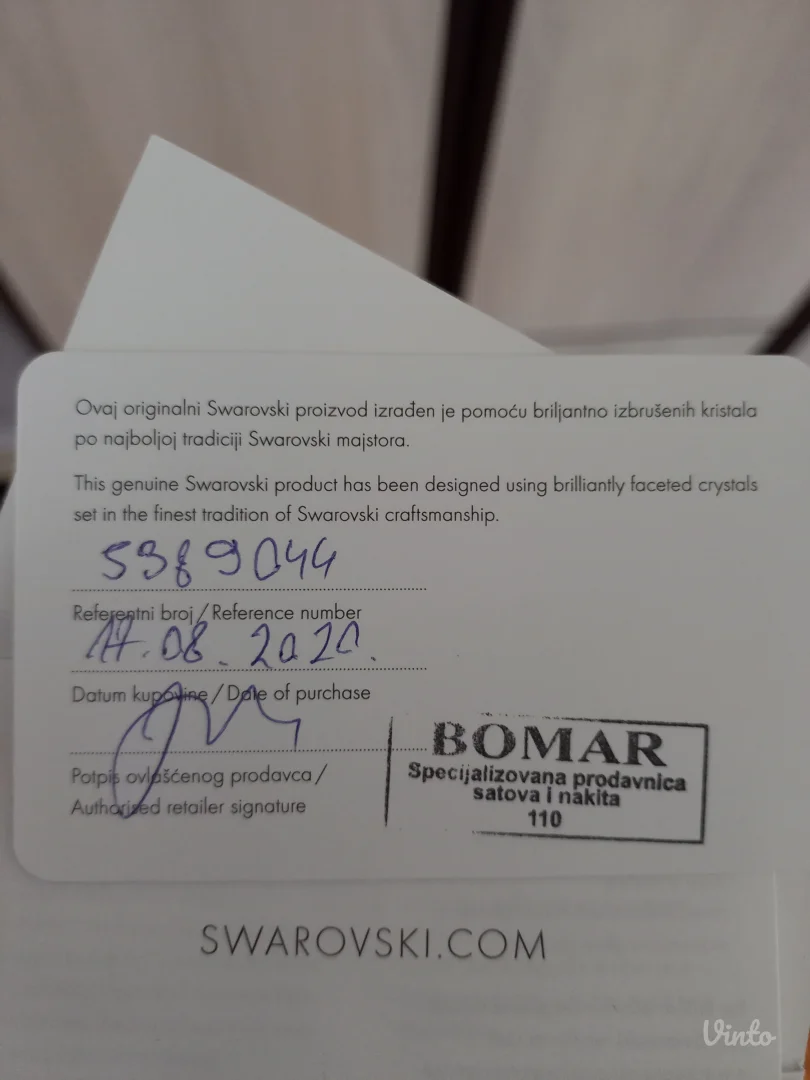 Ovaj originalni Swarovski proizvod izrađen je pomoću briljantno izbrušenih kristala
po najboljoj tradiciji Swarovski majstora.
This genuine Swarovski product has been designed using brilliantly faceted crystals
set in the finest tradition of Swarovski craftsmanship.
5389044
Referentni broj / Reference number
17.08.2020.
Datum kupovine / Date of purchase
Potpis ovlašćenog prodavca /
Authorised retailer signature
BOMAR
Specijalizovana prodavnica
satova i nakita
110
SWAROVSKI.COM
Vinto